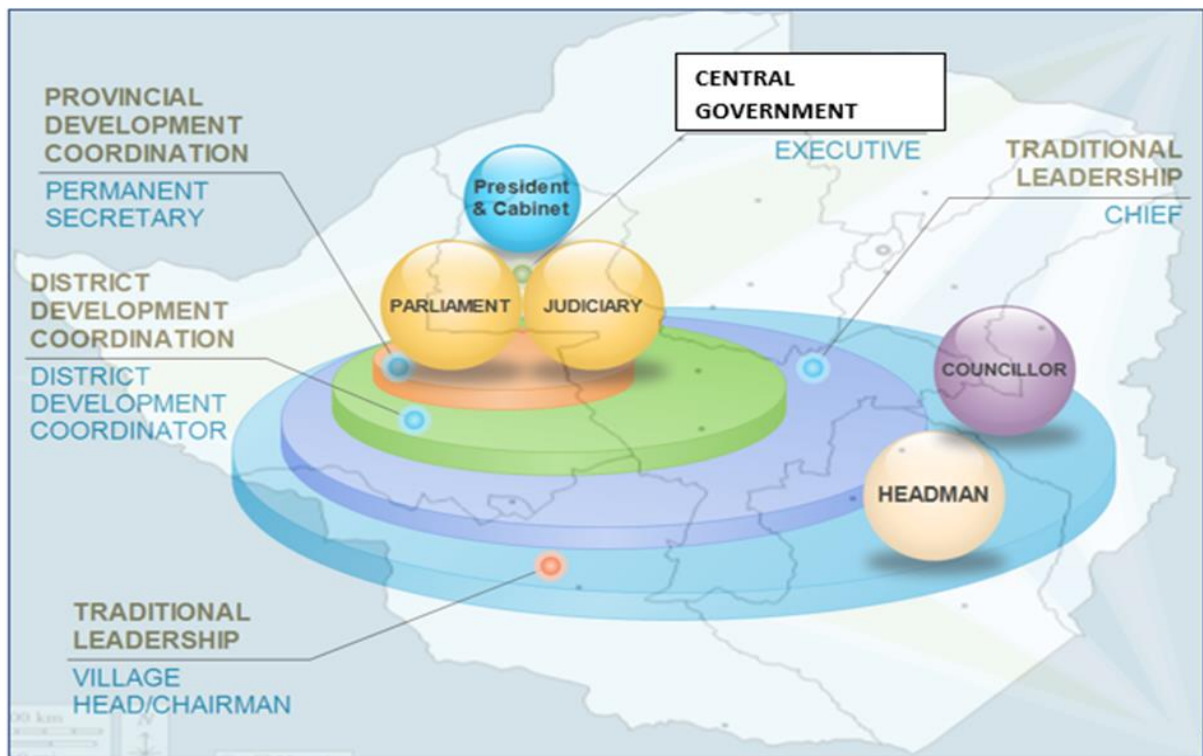 CENTRAL
GOVERNMENT
EXECUTIVE
PROVINCIAL
DEVELOPMENT
COORDINATION
PERMANENT
SECRETARY
TRADITIONAL
LEADERSHIP
CHIEF
President
& Cabinet
PARLIAMENT
JUDICIARY
DISTRICT
DEVELOPMENT
COORDINATION
DISTRICT
DEVELOPMENT
COORDINATOR
COUNCILLOR
HEADMAN
TRADITIONAL
LEADERSHIP
VILLAGE
HEAD/CHAIRMAN
km
N